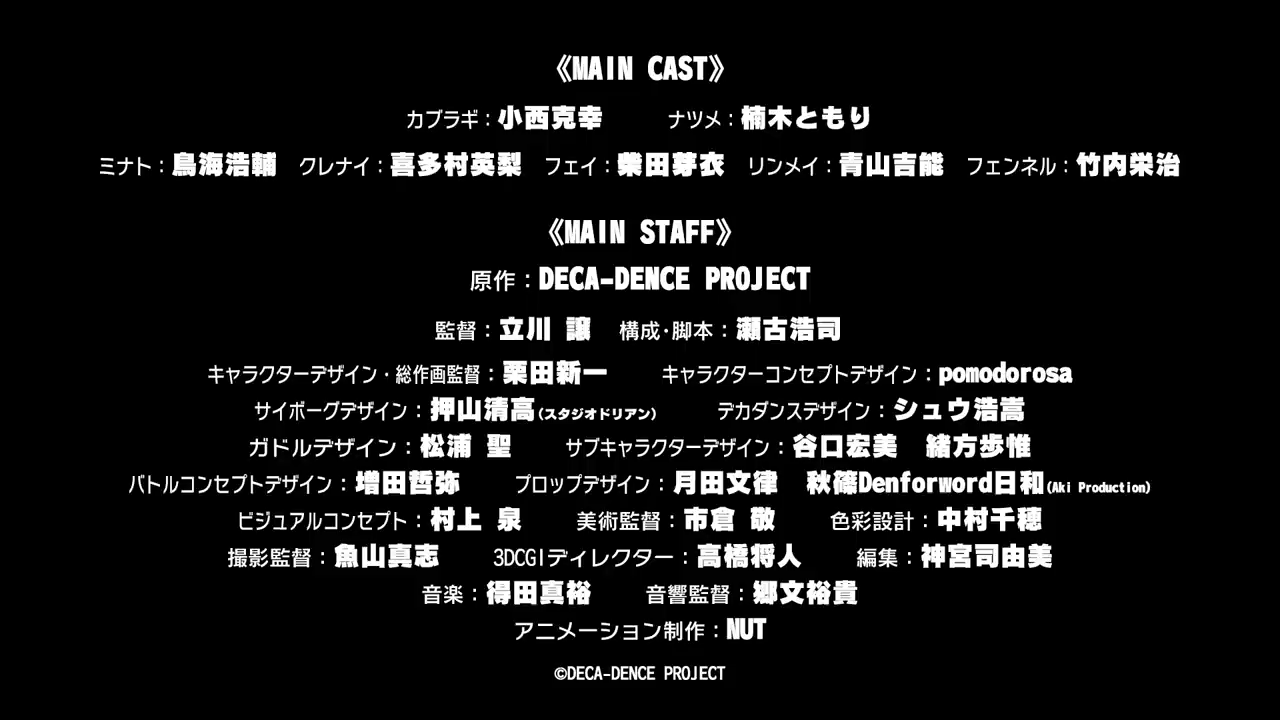 《MAIN CAST》
カブラギ：小西克幸　ナツメ：楠木ともり
ミナト：鳥海浩輔　クレナイ：喜多村英梨　フェイ：柴田芽衣　リンメイ：青山吉能　フェンネル：竹内栄治
《MAIN STAFF》
原作：DECA-DENCE PROJECT
監督：立川 譲　構成・脚本：瀬古浩司
キャラクターデザイン・総作画監督：栗田新一　キャラクターコンセプトデザイン：pomodorosa
サイボーグデザイン：押山清高(スタジオドリアン)　デカダンスデザイン：シュウ浩嵩
ガドルデザイン：松浦 聖　サブキャラクターデザイン：谷口宏美　緒方歩惟
バトルコンセプトデザイン：増田哲弥　プロップデザイン：月田文律　秋篠Denforword日和(Aki Production)
ビジュアルコンセプト：村上 泉　美術監督：市倉 敬　色彩設計：中村千穂
撮影監督：魚山真志　3DCGIディレクター：高橋将人　編集：神宮司由美
音楽：得田真裕　音響監督：郷文裕貴
アニメーション制作：NUT
©DECA-DENCE PROJECT